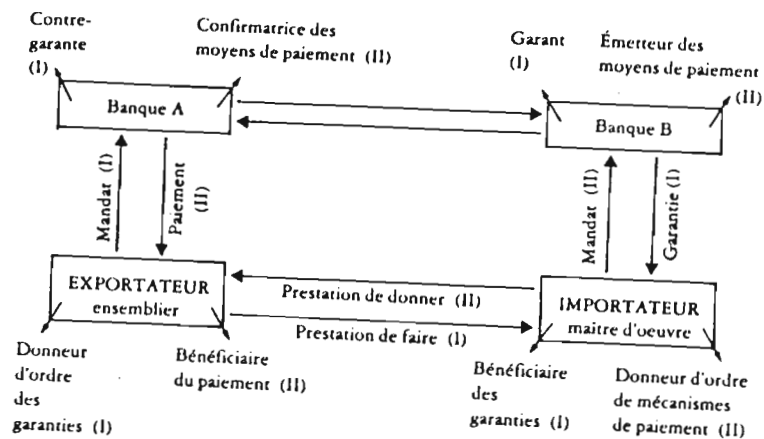 Contre-
garante
(I)
Confirmatrice des
moyens de paiement (II)
Garant
(I)
Émetteur des
moyens de paiement
(II)
Banque A
Banque B
Mandat (I)
Paiement
(II)
Mandat (II)
Garantie (I)
EXPORTATEUR
ensemblier
Prestation de donner (II)
Prestation de faire (I)
IMPORTATEUR
maitre d'oeuvre
Donneur
d'ordre
des
garanties (I)
Bénéficiaire
du paiement (II)
Bénéficiaire
des
garanties (I)
Donneur d'ordre
de mécanismes
de paiement (II)